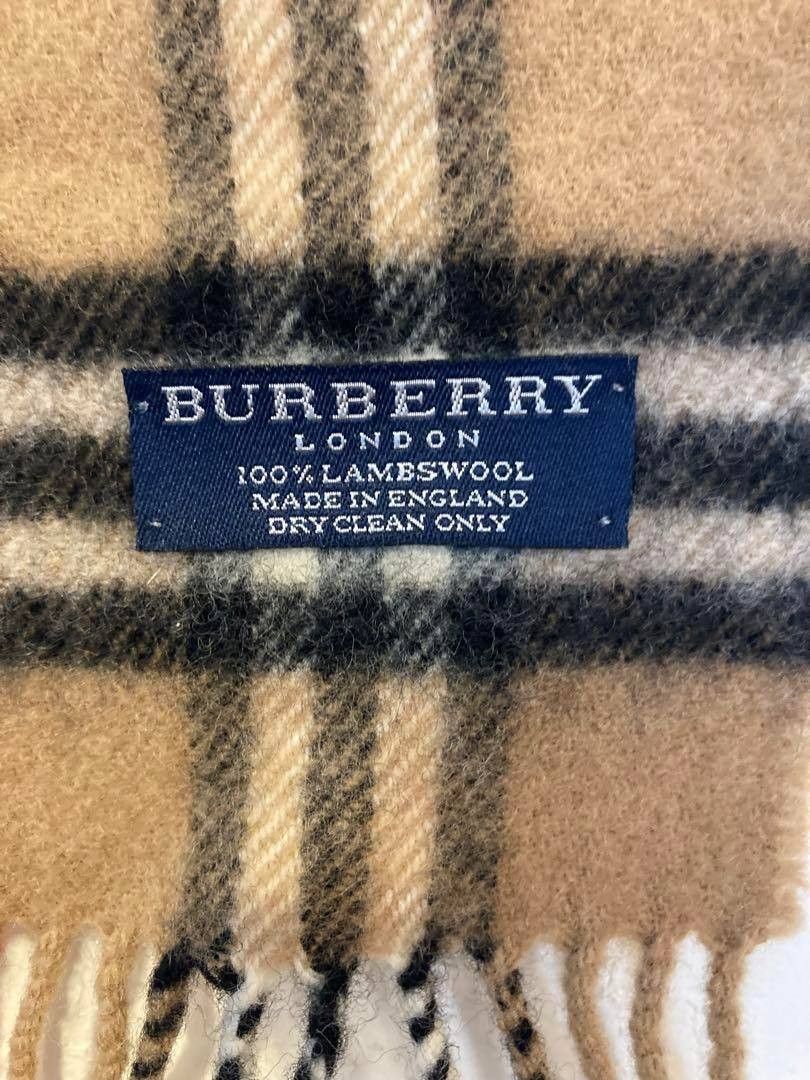 BURBERRY
LONDON
100% LAMBSWOOL
MADE IN ENGLAND
DRY CLEAN ONLY